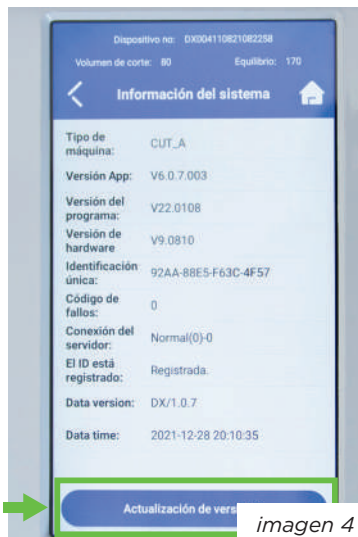 Dispositivo no: DX004110821082258
Volumen de corte: 80 Equilibrio: 170
Información del sistema
Tipo de
máquina: CUT_A
Versión App: V6.0.7.003
Versión del
programa: V22.0108
Versión de
hardware V9.0810
Identificación
única: 92AA-88E5-F63C-4F57
Código de
fallos: 0
Conexión del
servidor: Normal(0)-0
El ID está
registrado: Registrada.
Data version: DX/1.0.7
Data time: 2021-12-28 20:10:35
Actualización de vers
imagen 4